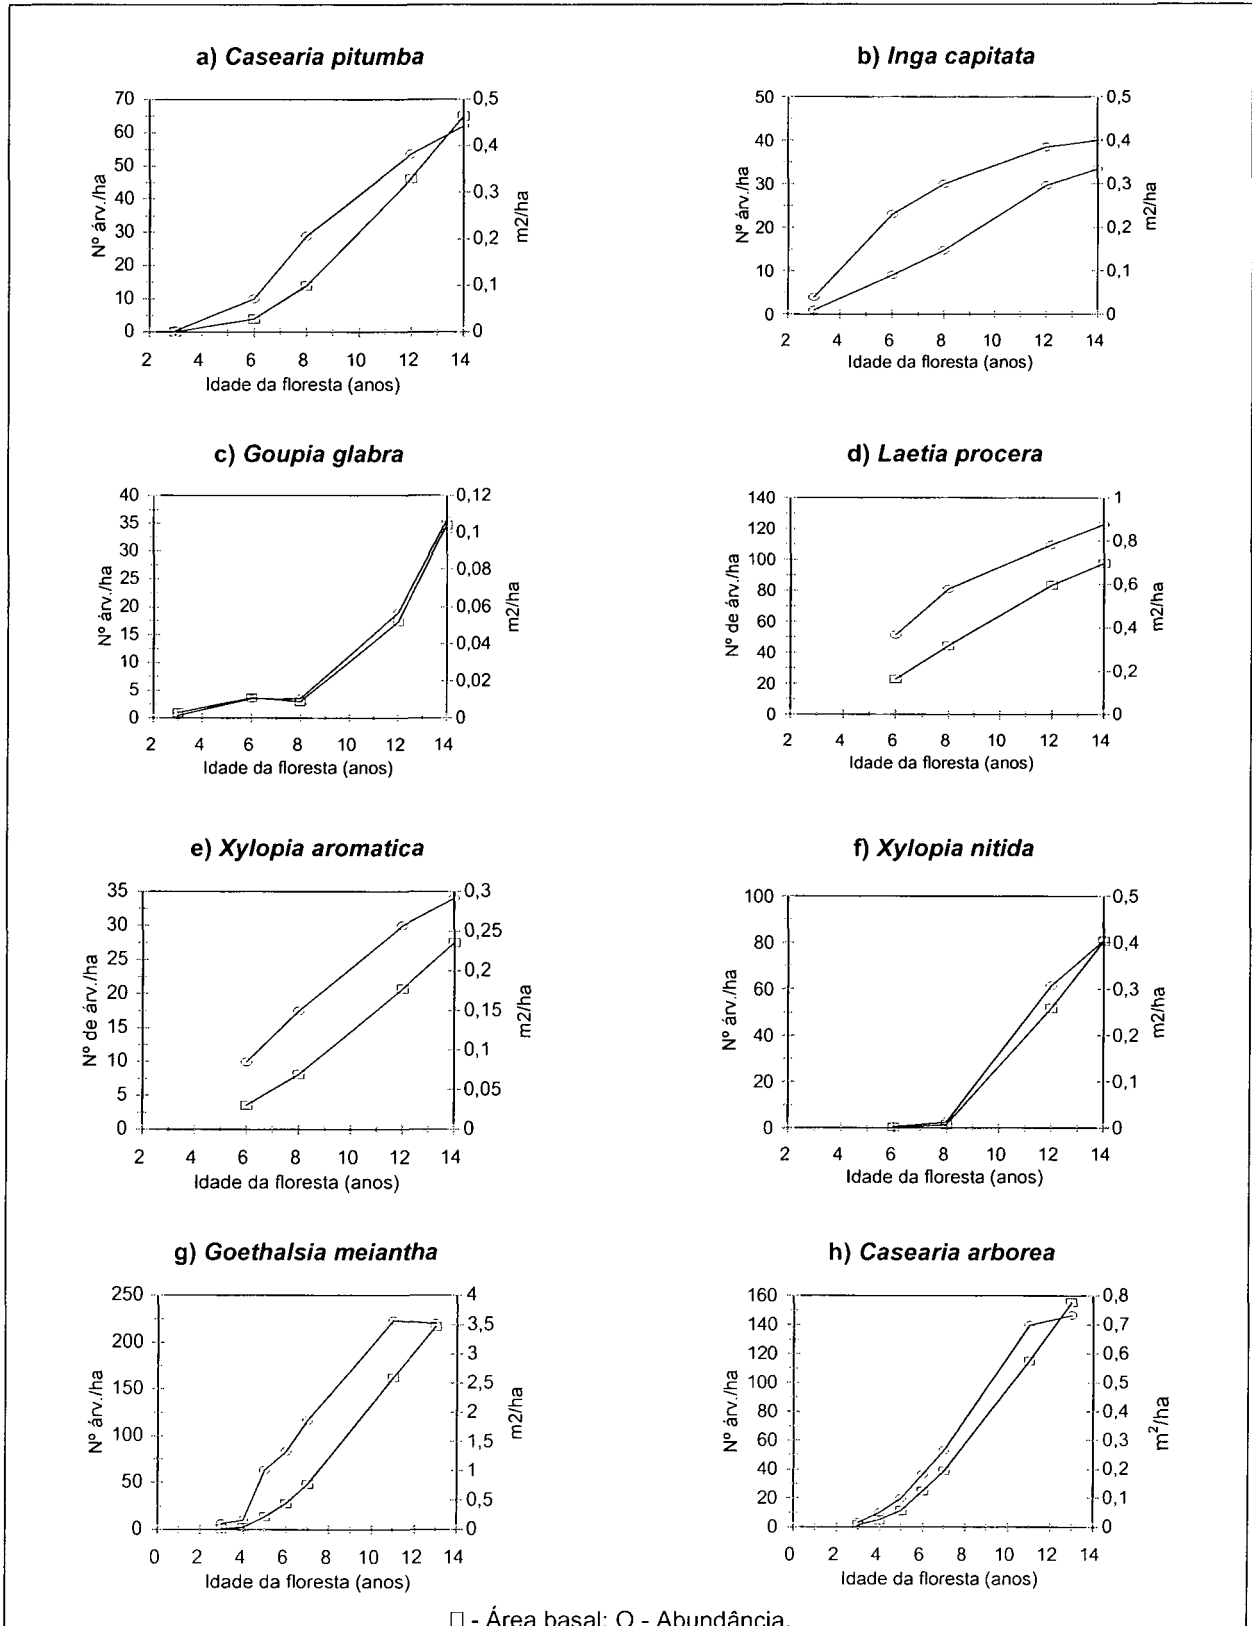 a) Casearia pitumba
70
60
50
40
30
20
10
0
Nº árv./ha
0,5
0,4
0,3
0,2
0,1
0
m2/ha
2 4 6 8 10 12 14
Idade da floresta (anos)
b) Inga capitata
50
40
30
20
10
0
Nº árv./ha
0,5
0,4
0,3
0,2
0,1
0
m2/ha
2 4 6 8 10 12 14
Idade da floresta (anos)
c) Goupia glabra
40
35
30
25
20
15
10
5
0
Nº árv./ha
0,12
0,1
0,08
0,06
0,04
0,02
0
m2/ha
2 4 6 8 10 12 14
Idade da floresta (anos)
d) Laetia procera
140
120
100
80
60
40
20
0
Nº de árv./ha
1
0,8
0,6
0,4
0,2
0
m2/ha
2 4 6 8 10 12 14
Idade da floresta (anos)
e) Xylopia aromatica
35
30
25
20
15
10
5
0
Nº de árv./ha
0,3
0,25
0,2
0,15
0,1
0,05
0
m2/ha
2 4 6 8 10 12 14
Idade da floresta (anos)
f) Xylopia nitida
100
80
60
40
20
0
Nº árv./ha
0,5
0,4
0,3
0,2
0,1
0
m2/ha
2 4 6 8 10 12 14
Idade da floresta (anos)
g) Goethalsia meiantha
250
200
150
100
50
0
Nº árv./ha
4
3,5
3
2,5
2
1,5
1
0,5
0
m2/ha
0 2 4 6 8 10 12 14
Idade da floresta (anos)
h) Casearia arborea
160
140
120
100
80
60
40
20
0
Nº árv./ha
0,8
0,7
0,6
0,5
0,4
0,3
0,2
0,1
0
m²/ha
0 2 4 6 8 10 12 14
Idade da floresta (anos)
□ - Área basal; O - Abundância.